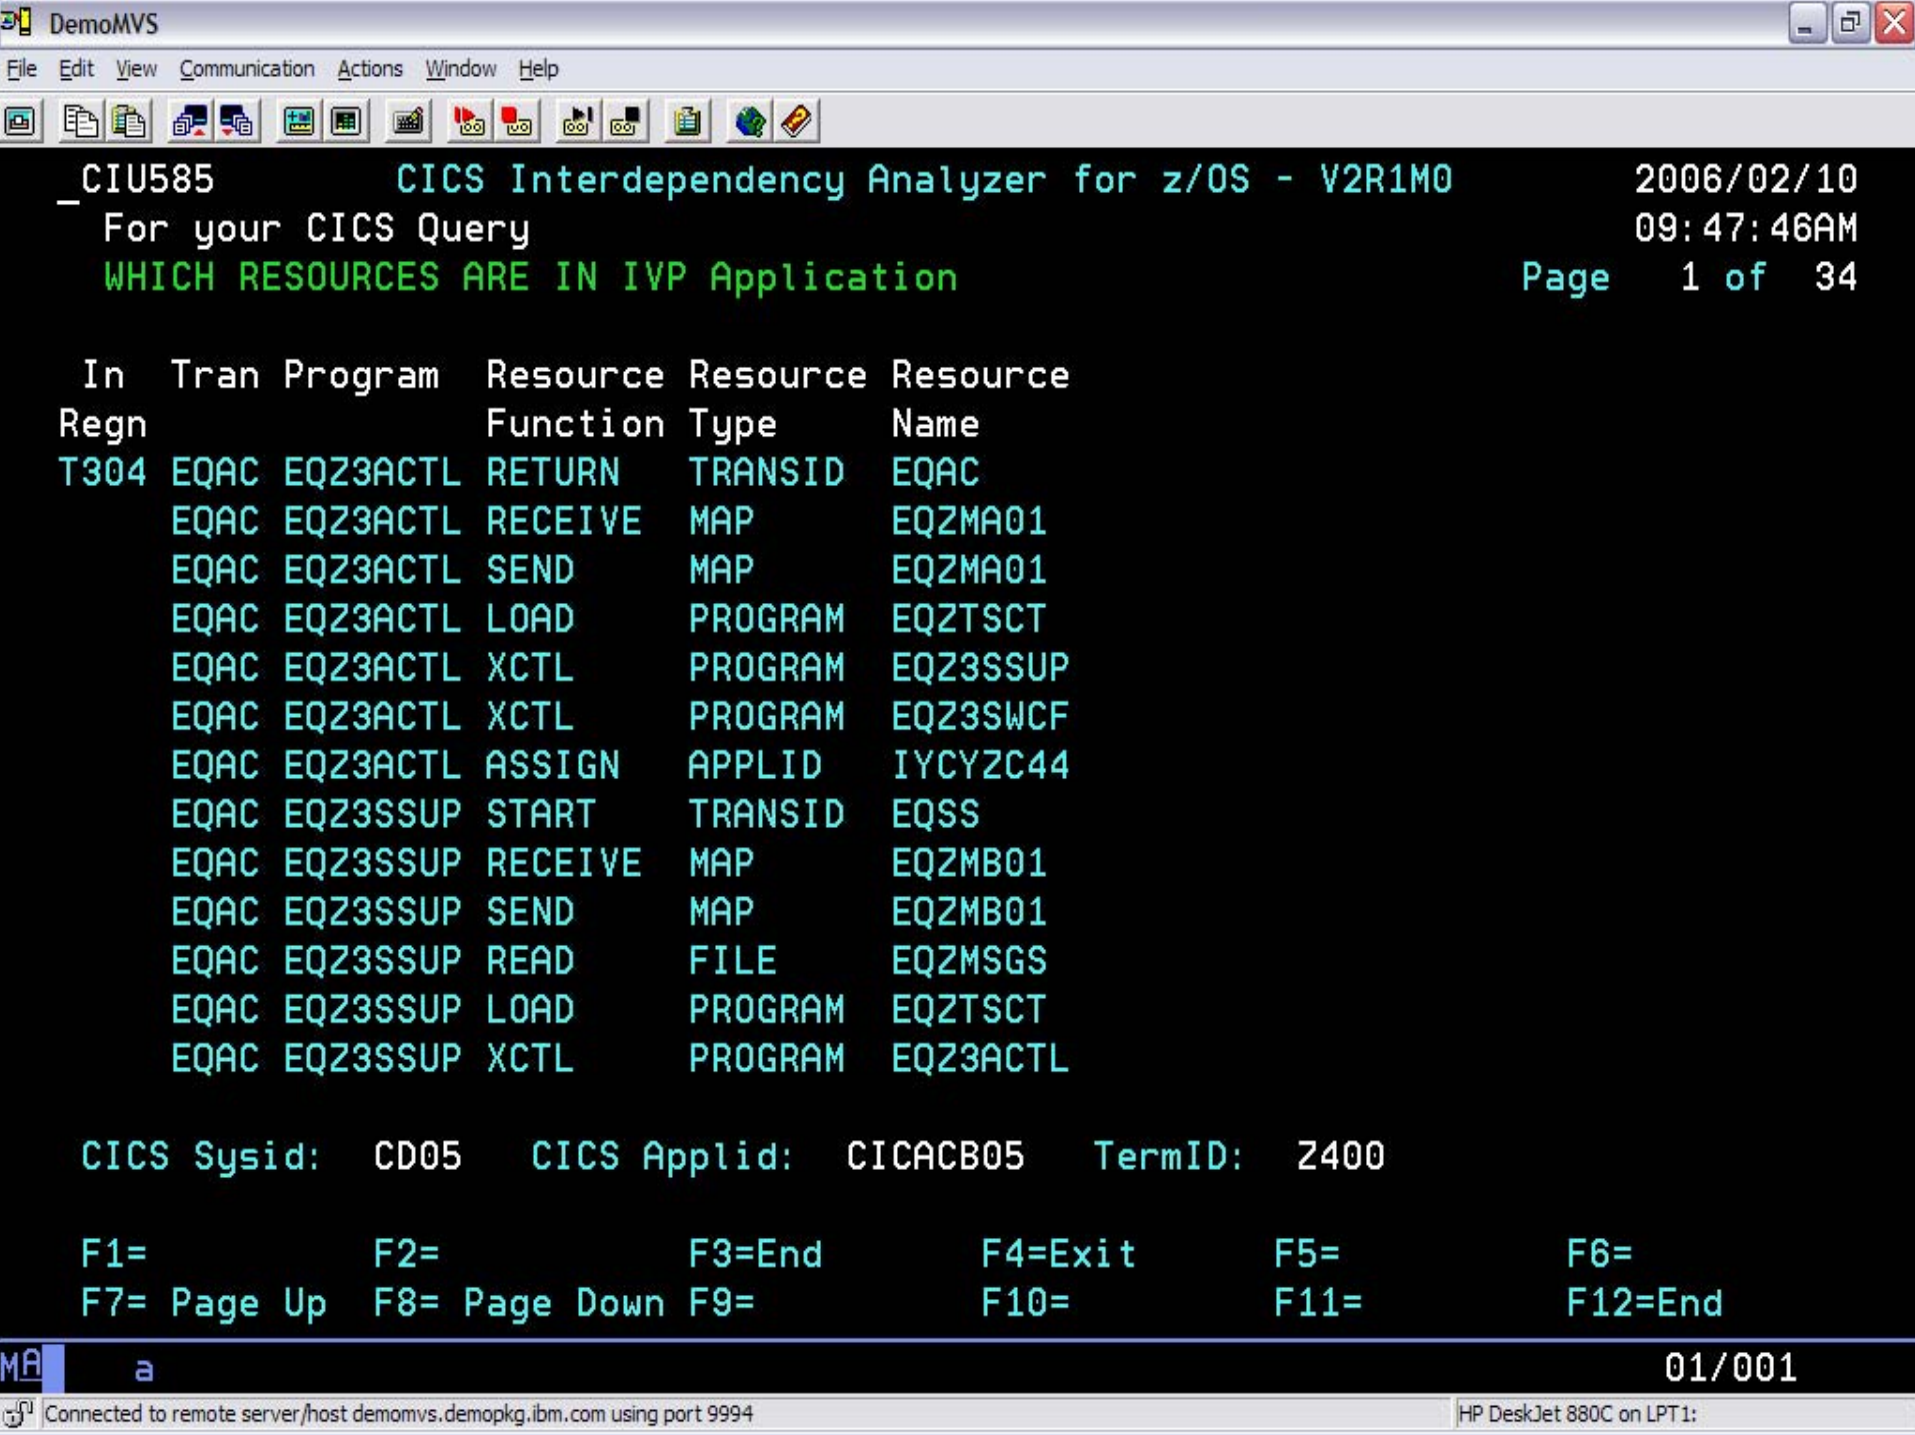 DemoMVS
File Edit View Communication Actions Window Help
_CIU585 CICS Interdependency Analyzer for z/OS - V2R1M0 2006/02/10
For your CICS Query 09:47:46AM
WHICH RESOURCES ARE IN IVP Application Page 1 of 34
In Tran Program Resource Resource Resource
Regn Function Type Name
T304 EQAC EQZ3ACTL RETURN TRANSID EQAC
EQAC EQZ3ACTL RECEIVE MAP EQZMA01
EQAC EQZ3ACTL SEND MAP EQZMA01
EQAC EQZ3ACTL LOAD PROGRAM EQZTSCT
EQAC EQZ3ACTL XCTL PROGRAM EQZ3SSUP
EQAC EQZ3ACTL XCTL PROGRAM EQZ3SWCF
EQAC EQZ3ACTL ASSIGN APPLID IYCYZC44
EQAC EQZ3SSUP START TRANSID EQSS
EQAC EQZ3SSUP RECEIVE MAP EQZMB01
EQAC EQZ3SSUP SEND MAP EQZMB01
EQAC EQZ3SSUP READ FILE EQZMSGS
EQAC EQZ3SSUP LOAD PROGRAM EQZTSCT
EQAC EQZ3SSUP XCTL PROGRAM EQZ3ACTL
CICS Sysid: CD05 CICS Applid: CICACB05 TermID: Z400
F1= F2= F3=End F4=Exit F5= F6=
F7= Page Up F8= Page Down F9= F10= F11= F12=End
MA a 01/001
Connected to remote server/host demomvs.demopkg.ibm.com using port 9994 HP DeskJet 880C on LPT1: